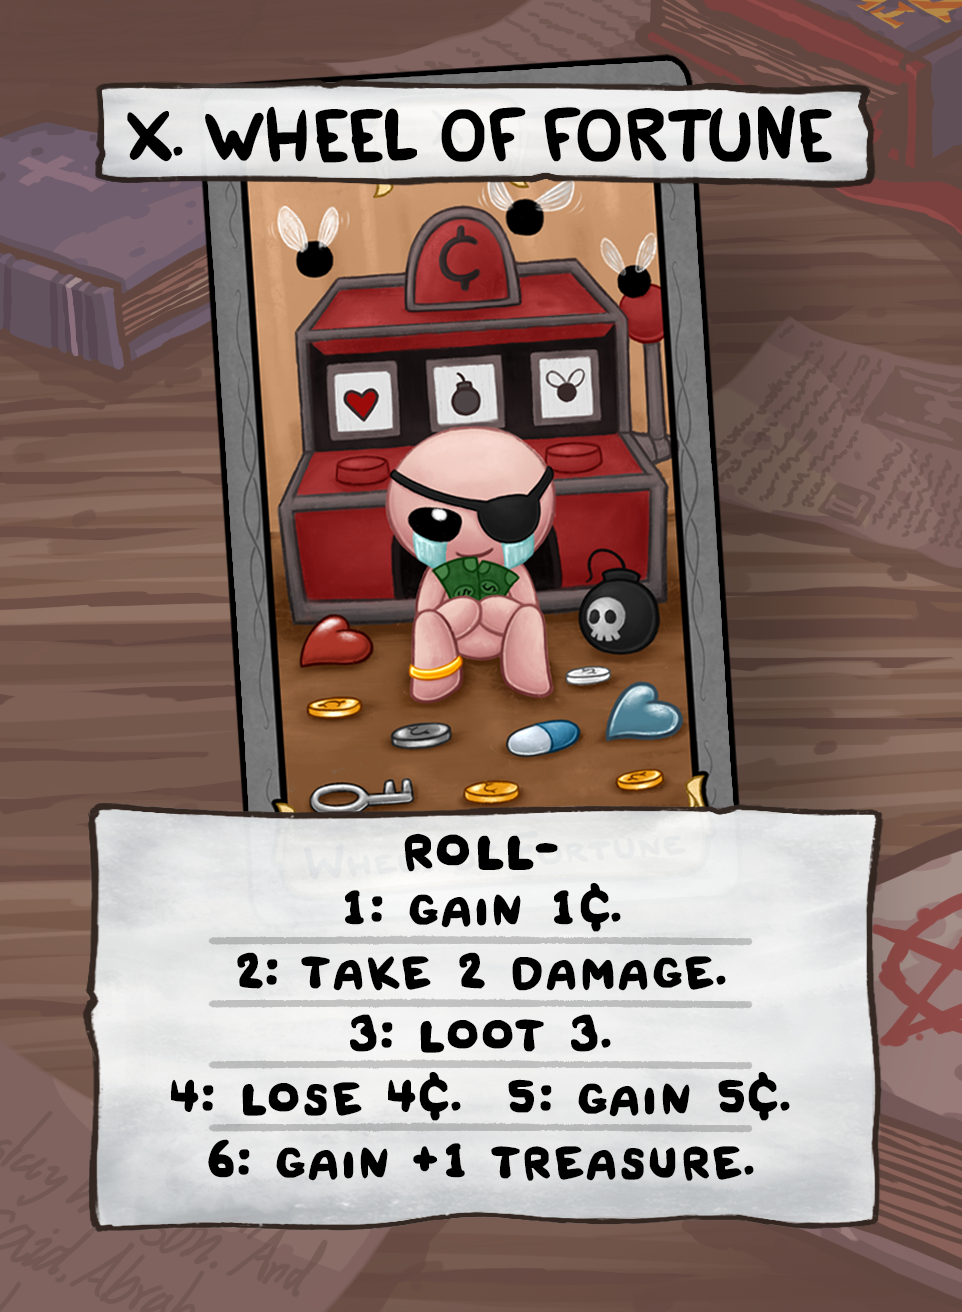 X. WHEEL OF FORTUNE
¢
ROLL-
1: GAIN 1¢.
2: TAKE 2 DAMAGE.
3: LOOT 3.
4: LOSE 4¢. 5: GAIN 5¢.
6: GAIN +1 TREASURE.